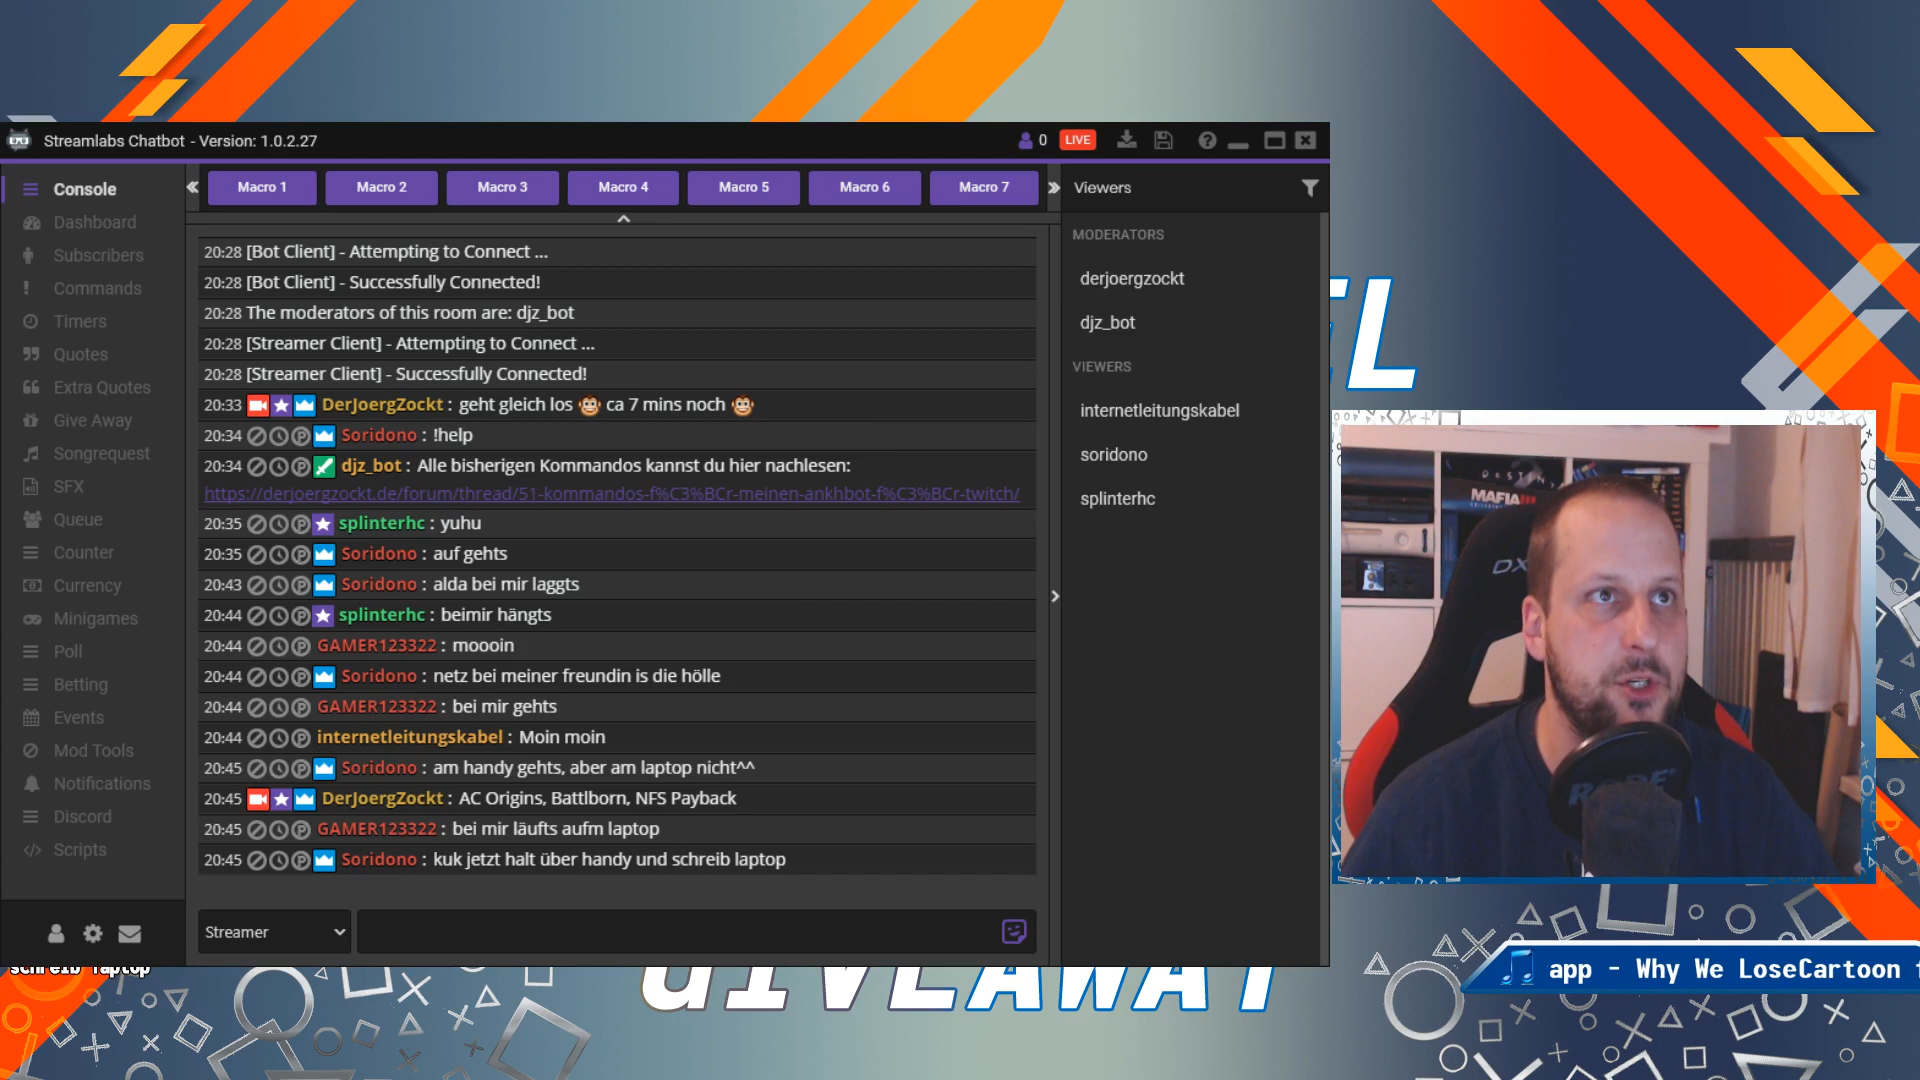 Streamlabs Chatbot - Version: 1.0.2.27
0
LIVE
Console
Dashboard
Subscribers
Commands
Timers
Quotes
Extra Quotes
Give Away
Songrequest
SFX
Queue
Counter
Currency
Minigames
Poll
Betting
Events
Mod Tools
Notifications
Discord
Scripts
Macro 1
Macro 2
Macro 3
Macro 4
Macro 5
Macro 6
Macro 7
20:28 [Bot Client] - Attempting to Connect ...
20:28 [Bot Client] - Successfully Connected!
20:28 The moderators of this room are: djz_bot
20:28 [Streamer Client] - Attempting to Connect ...
20:28 [Streamer Client] - Successfully Connected!
20:33 DerJoergZockt : geht gleich los 🐵 ca 7 mins noch 🐵
20:34 Soridono : !help
20:34 djz_bot : Alle bisherigen Kommandos kannst du hier nachlesen:
https://derjoergzockt.de/forum/thread/51-kommandos-f%C3%BCr-meinen-ankhbot-f%C3%BCr-twitch/
20:35 splinterhc : yuhu
20:35 Soridono : auf gehts
20:43 Soridono : alda bei mir laggts
20:44 splinterhc : beimir hängts
20:44 GAMER123322 : moooin
20:44 Soridono : netz bei meiner freundin is die hölle
20:44 GAMER123322 : bei mir gehts
20:44 internetleitungskabel : Moin moin
20:45 Soridono : am handy gehts, aber am laptop nicht^^
20:45 DerJoergZockt : AC Origins, Battlborn, NFS Payback
20:45 GAMER123322 : bei mir läufts aufm laptop
20:45 Soridono : kuk jetzt halt über handy und schreib laptop
Streamer
Viewers
MODERATORS
derjoergzockt
djz_bot
VIEWERS
internetleitungskabel
soridono
splinterhc
EL
DESTINY
MAFIA III
DX
RODE
schreib laptop
GIVEAWAY
app - Why We LoseCartoon